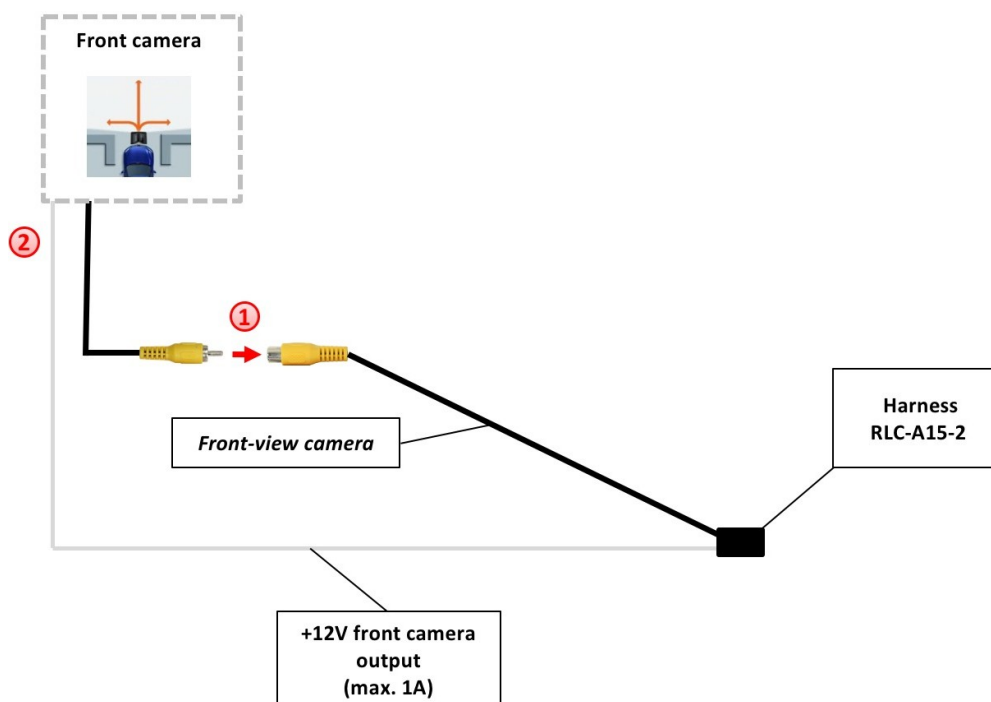 Front camera
2
1
Front-view camera
Harness
RLC-A15-2
+12V front camera
output
(max. 1A)